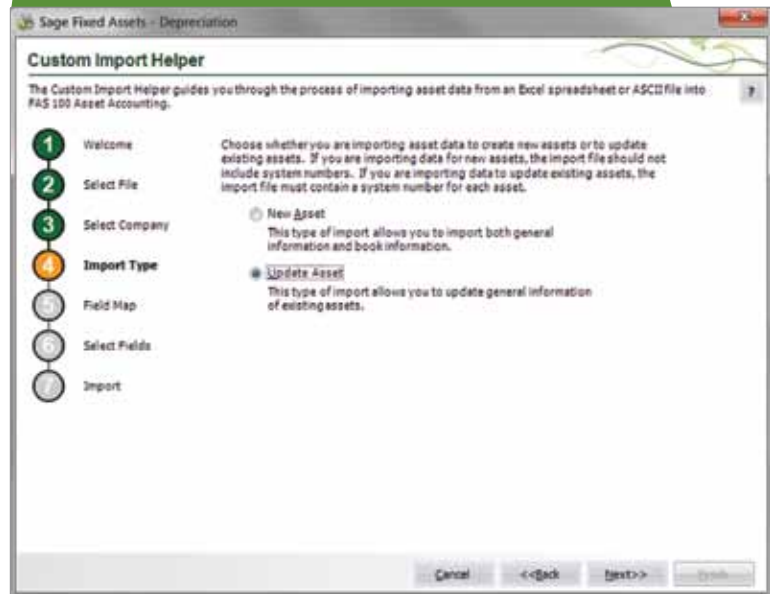 Sage Fixed Assets - Depreciation
Custom Import Helper
The Custom Import Helper guides you through the process of importing asset data from an Excel spreadsheet or ASCII file into
FAS 100 Asset Accounting.
?
1 Welcome
2 Select File
3 Select Company
4 Import Type
5 Field Map
6 Select Fields
7 Import
Choose whether you are importing asset data to create new assets or to update
existing assets. If you are importing data for new assets, the import file should not
include system numbers. If you are importing data to update existing assets, the
import file must contain a system number for each asset.
New Asset
This type of import allows you to import both general
information and book information.
Update Asset
This type of import allows you to update general information
of existing assets.
Cancel <<Back Next>> Finish